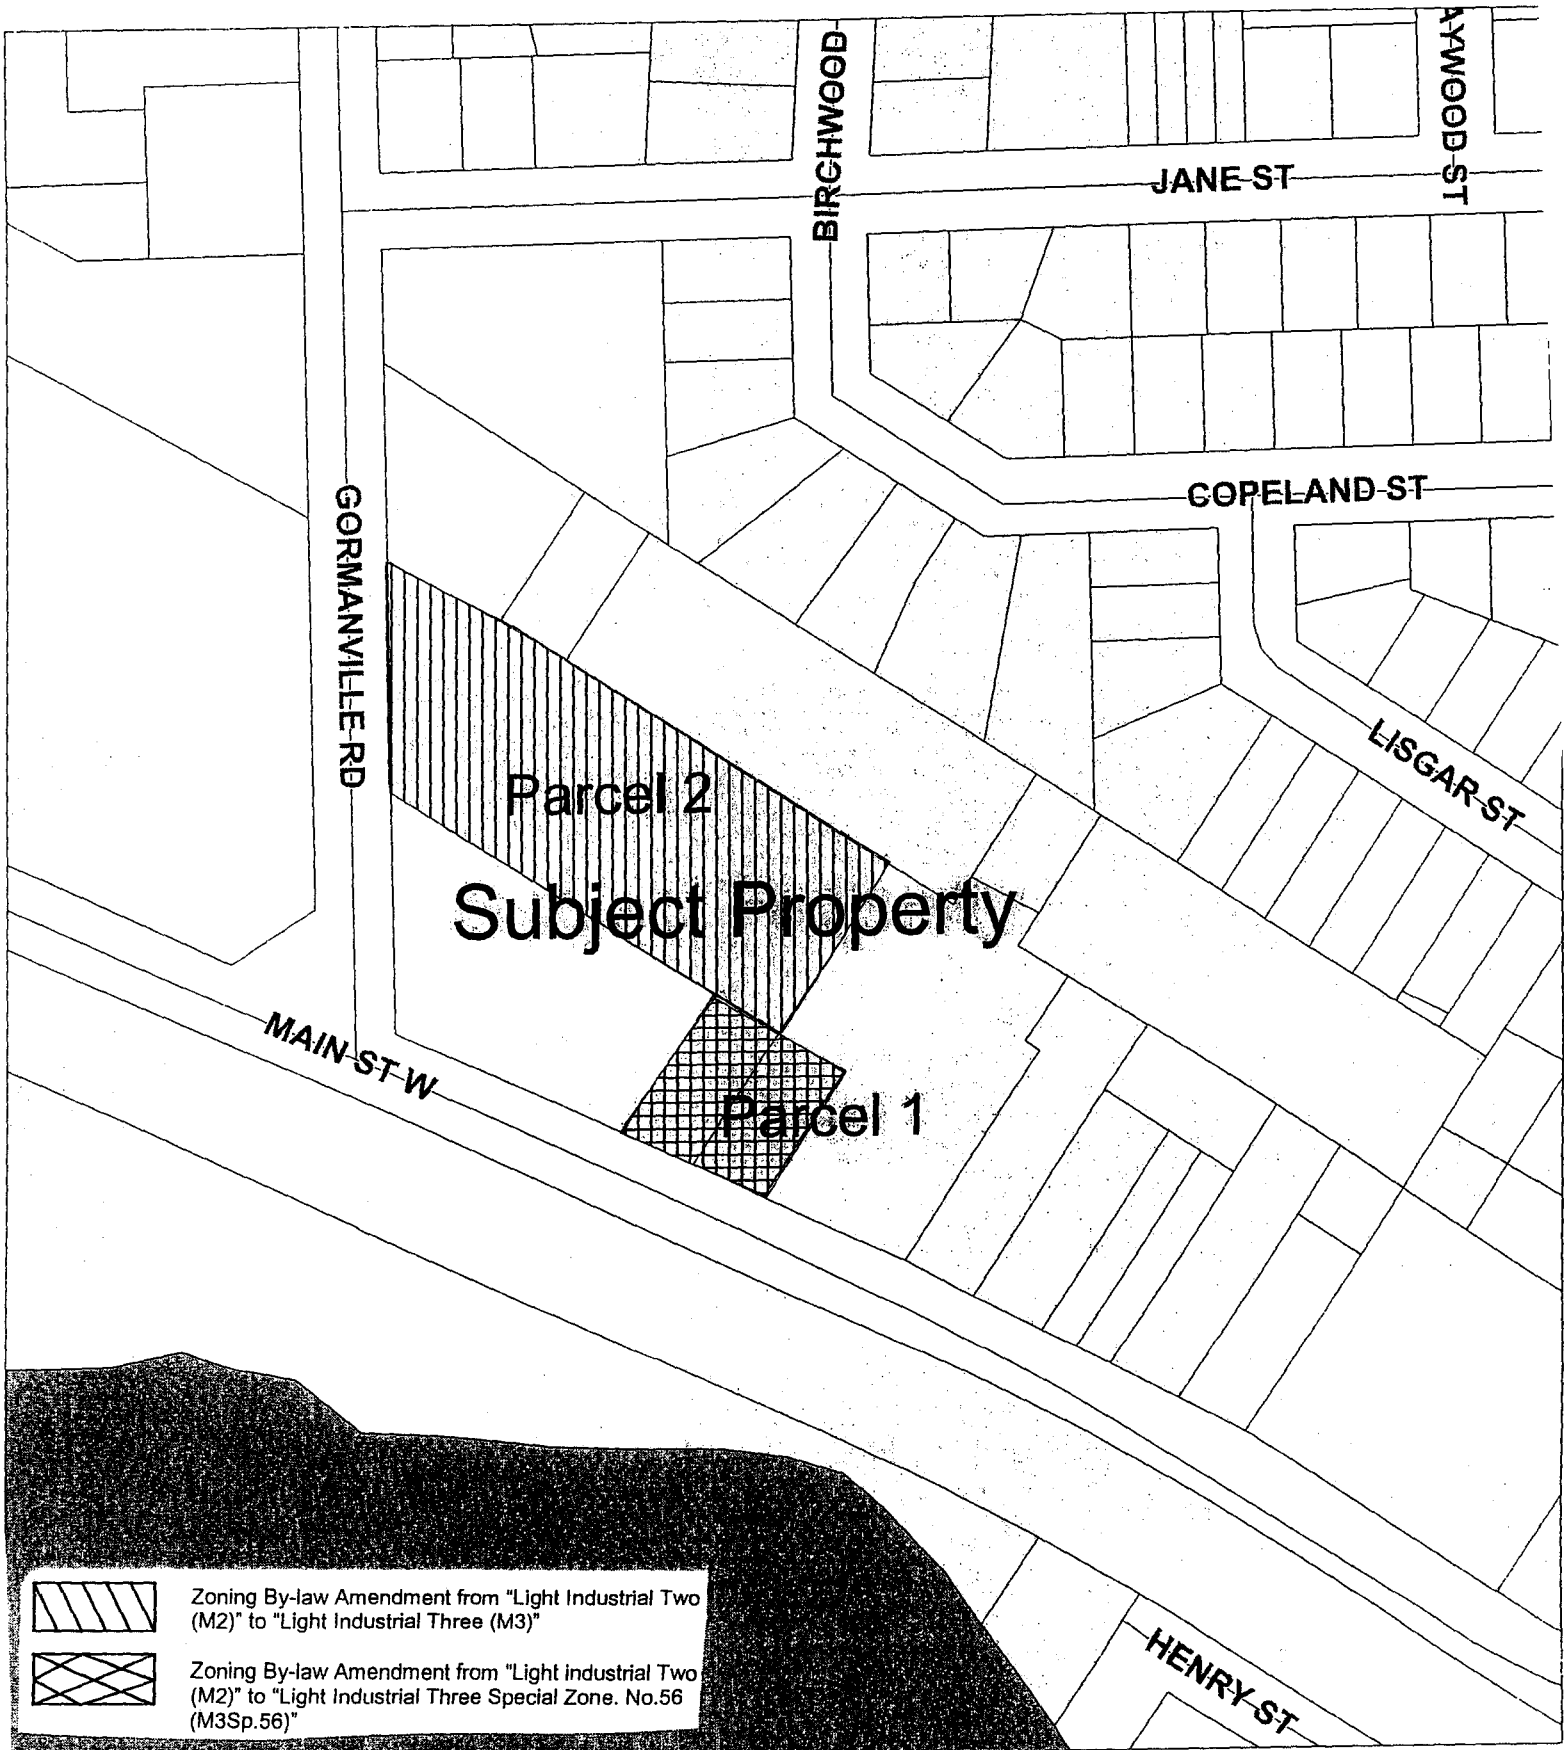 BIRCHWOOD
AYWOOD ST
JANE ST
COPELAND ST
GORMANVILLE RD
LISGAR ST
Parcel 2
Subject Property
MAIN ST W
Parcel 1
Zoning By-law Amendment from "Light Industrial Two
(M2)" to "Light Industrial Three (M3)"
Zoning By-law Amendment from "Light industrial Two
(M2)" to "Light Industrial Three Special Zone. No.56
(M3Sp.56)"
HENRY ST